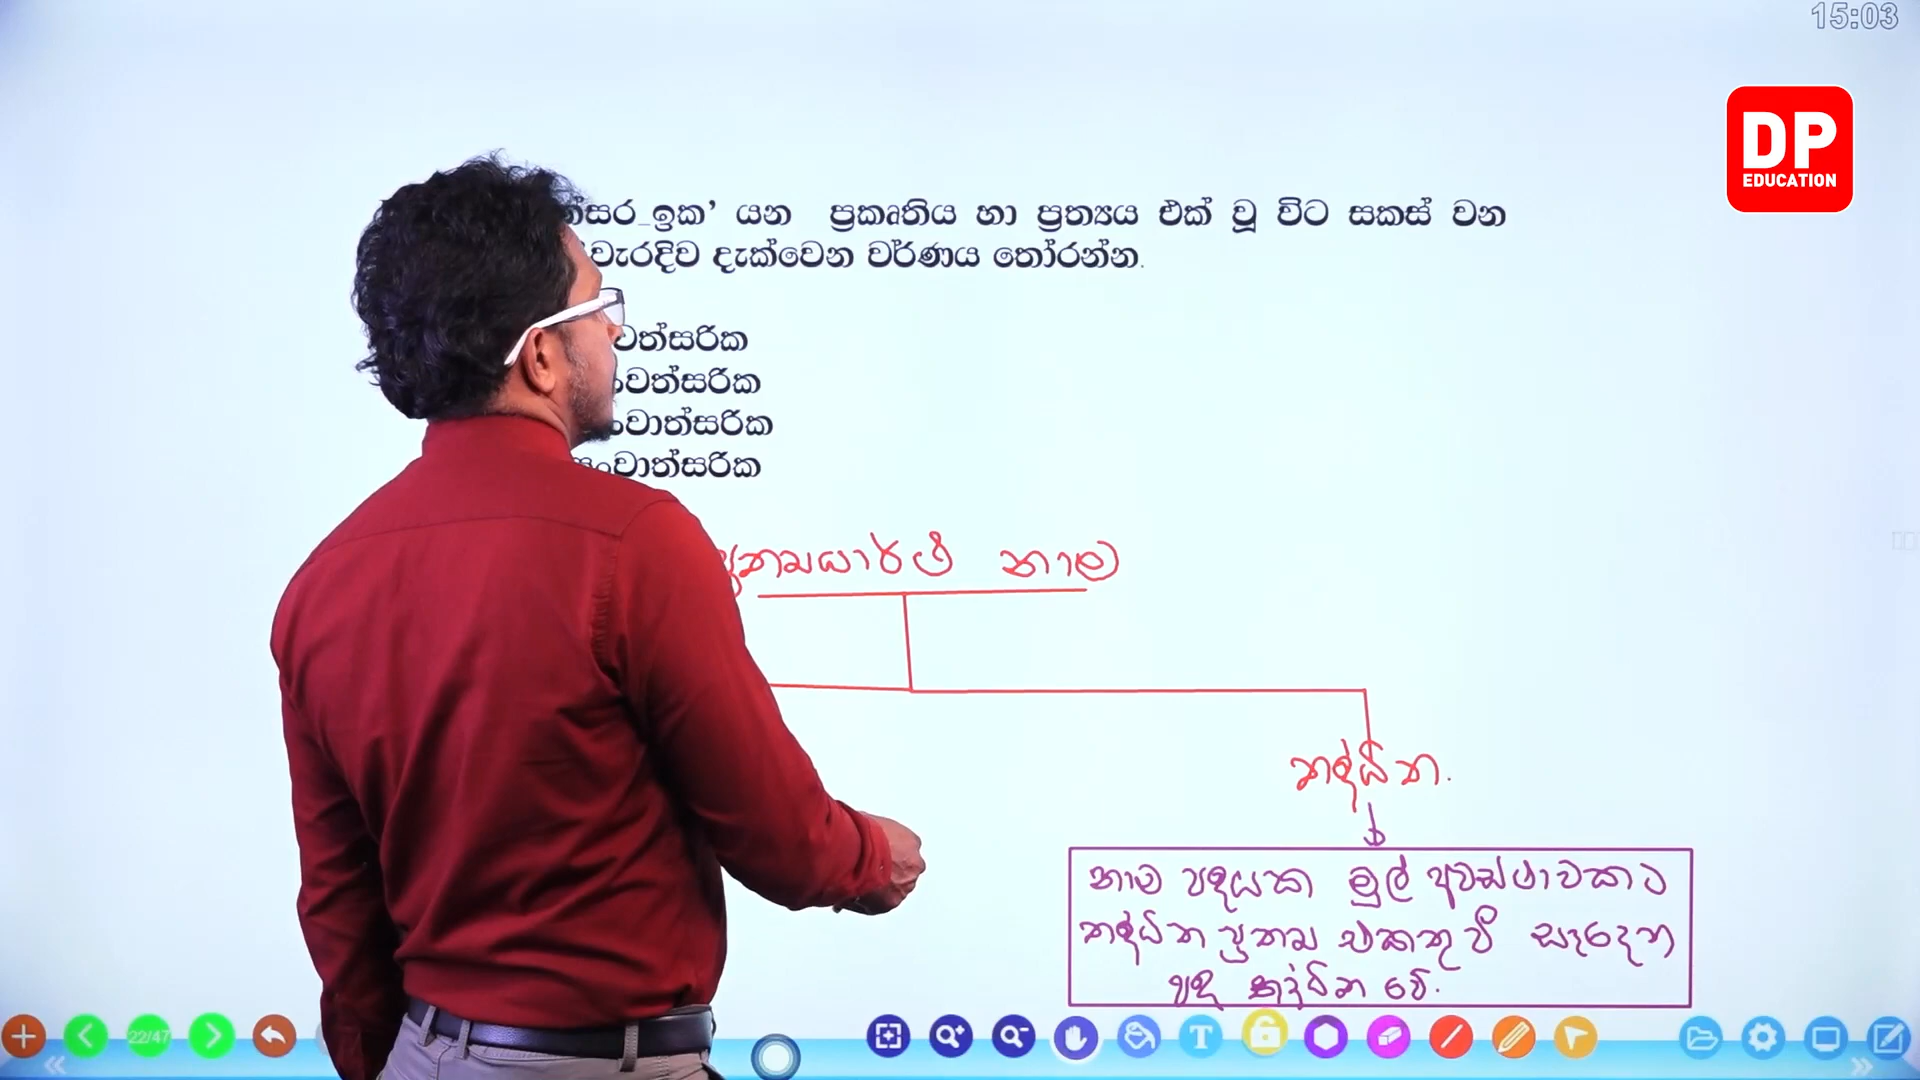 15:03
DP
EDUCATION
ත්සර_ඉක’ යන ප්‍රකෘතිය හා ප්‍රත්‍යය එක් වූ විට සකස් වන
වැරදිව දැක්වෙන වර්ණය තෝරන්න.
වත්සරික
ංවත්සරික
ංවාත්සරික
සංවාත්සරික
ප්‍රත්‍යයාර්ථ නාම
තද්ධිත.
නාම පදයක මුල් අවස්ථාවකට
තද්ධිත ප්‍රත්‍ය එකතු වී සෑදෙන
පද තද්ධිත වේ.
22/47